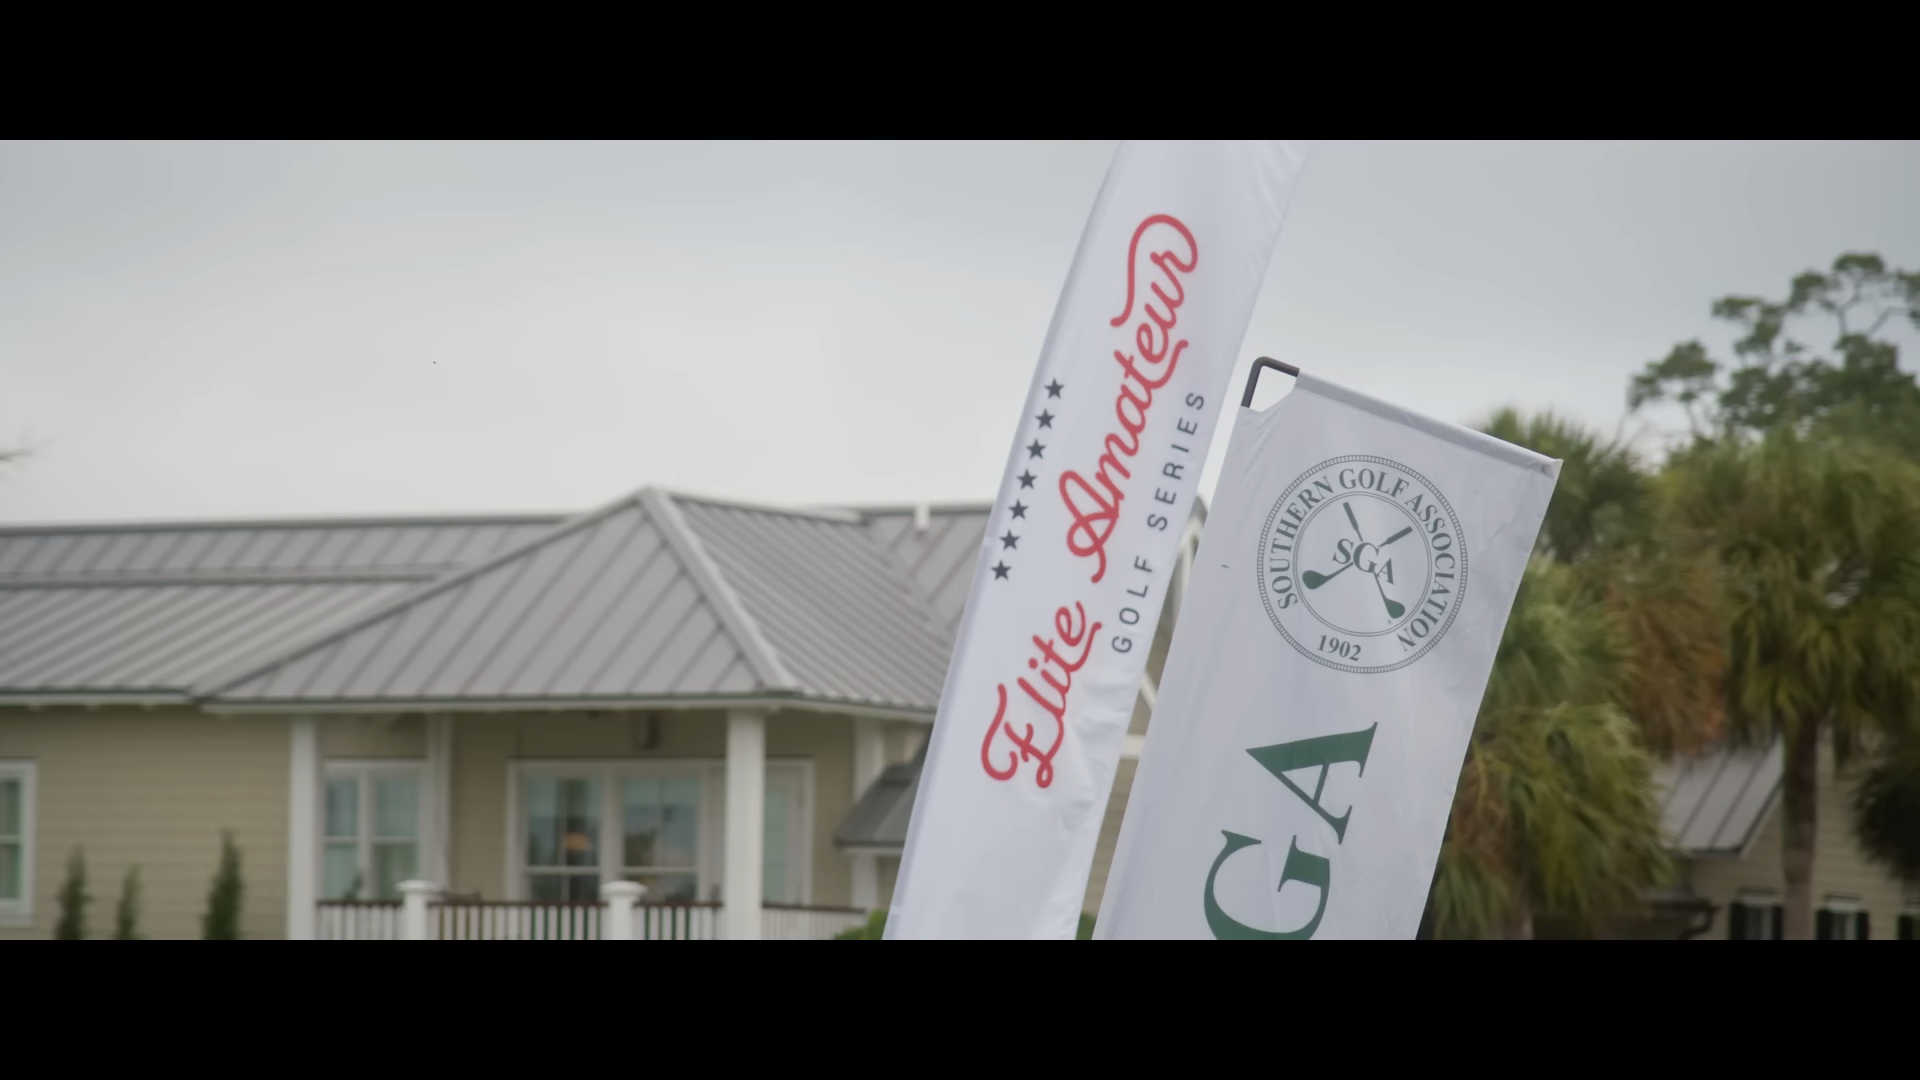 Elite Amateur
GOLF SERIES
SOUTHERN GOLF ASSOCIATION
SGA
1902
GA